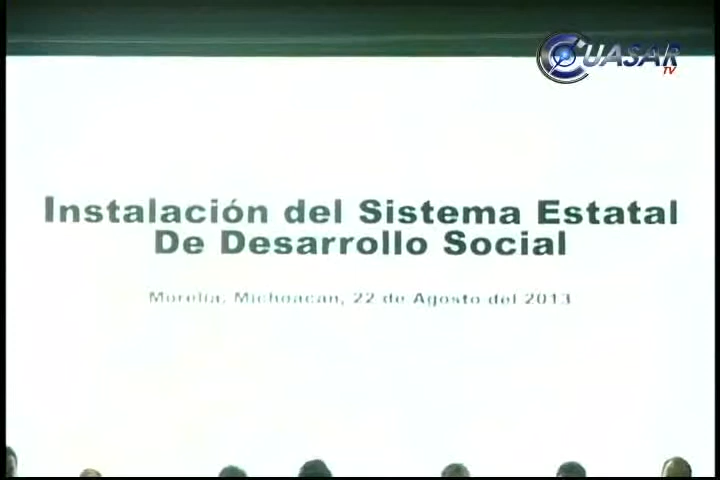 CUASAR
TV
Instalación del Sistema Estatal
De Desarrollo Social
Morelia, Michoacan, 22 de Agosto del 2013